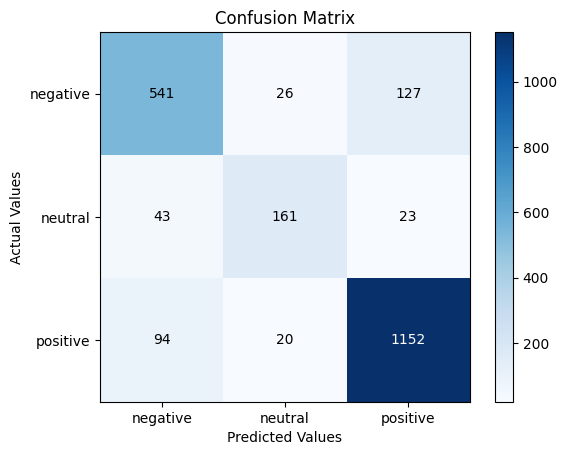 Confusion Matrix
negative 541 26 127
neutral 43 161 23
positive 94 20 1152
negative neutral positive
Predicted Values
Actual Values
1000
800
600
400
200